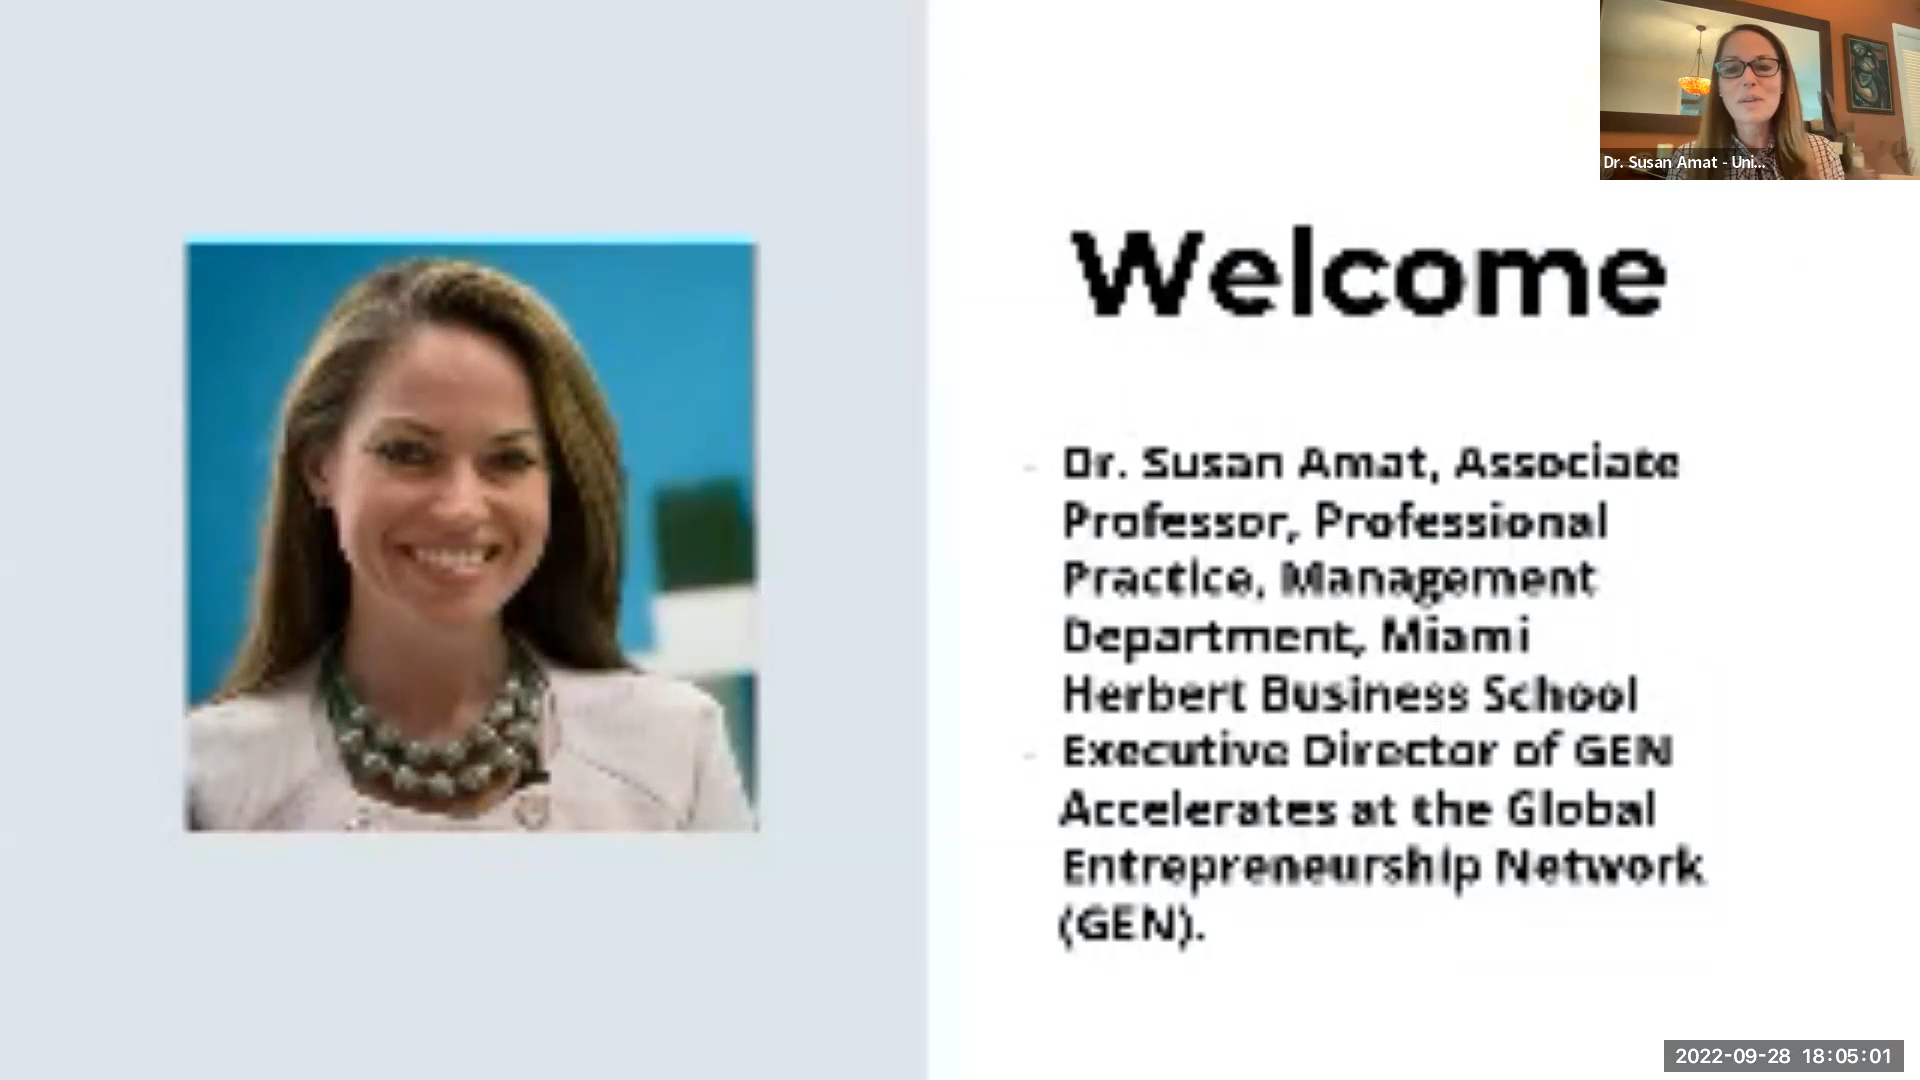 Dr. Susan Amat - Uni...
Welcome
- Dr. Susan Amat, Associate
Professor, Professional
Practice, Management
Department, Miami
Herbert Business School
- Executive Director of GEN
Accelerates at the Global
Entrepreneurship Network
(GEN).
2022-09-28 18:05:01